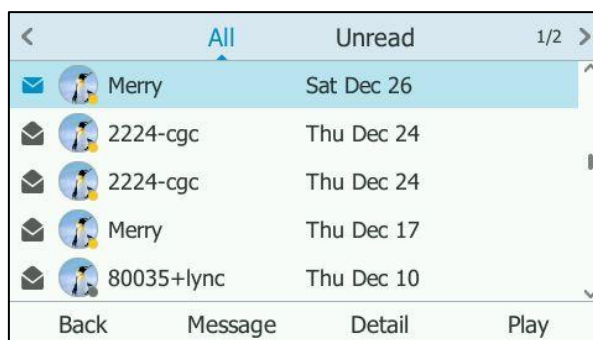 All Unread 1/2
Merry Sat Dec 26
2224-cgc Thu Dec 24
2224-cgc Thu Dec 24
Merry Thu Dec 17
80035+lync Thu Dec 10
Back Message Detail Play